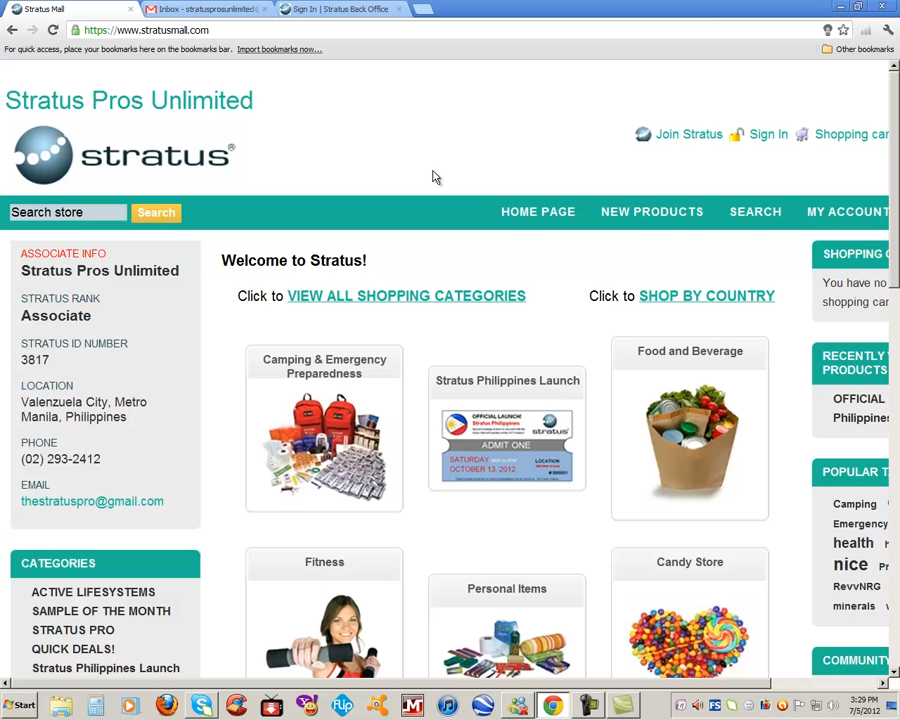 Stratus Mall
Inbox - stratusprosunlimited@
Sign In | Stratus Back Office
https://www.stratusmall.com
For quick access, place your bookmarks here on the bookmarks bar. Import bookmarks now...
Other bookmarks
Stratus Pros Unlimited
stratus®
Join Stratus
Sign In
Shopping car
Search store
Search
HOME PAGE
NEW PRODUCTS
SEARCH
MY ACCOUNT
ASSOCIATE INFO
Stratus Pros Unlimited
STRATUS RANK
Associate
STRATUS ID NUMBER
3817
LOCATION
Valenzuela City, Metro
Manila, Philippines
PHONE
(02) 293-2412
EMAIL
thestratuspro@gmail.com
CATEGORIES
ACTIVE LIFESYSTEMS
SAMPLE OF THE MONTH
STRATUS PRO
QUICK DEALS!
Stratus Philippines Launch
Welcome to Stratus!
Click to VIEW ALL SHOPPING CATEGORIES
Click to SHOP BY COUNTRY
Camping & Emergency
Preparedness
Stratus Philippines Launch
OFFICIAL LAUNCH!
Stratus Philippines
stratus
ADMIT ONE
SATURDAY
OCTOBER 13, 2012
LOCATION
Food and Beverage
Fitness
Personal Items
Candy Store
SHOPPING C
You have no
shopping car
RECENTLY
PRODUCTS
OFFICIAL
Philippines
POPULAR T
Camping
Emergency
health
nice Pr
RevvNRG
minerals
COMMUNITY
Start
FS
3:29 PM
7/5/2012